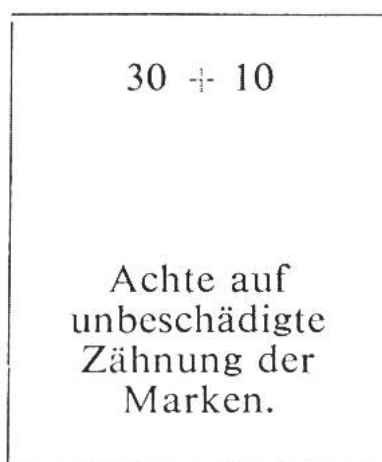 30 + 10
Achte auf
unbeschädigte
Zähnung der
Marken.